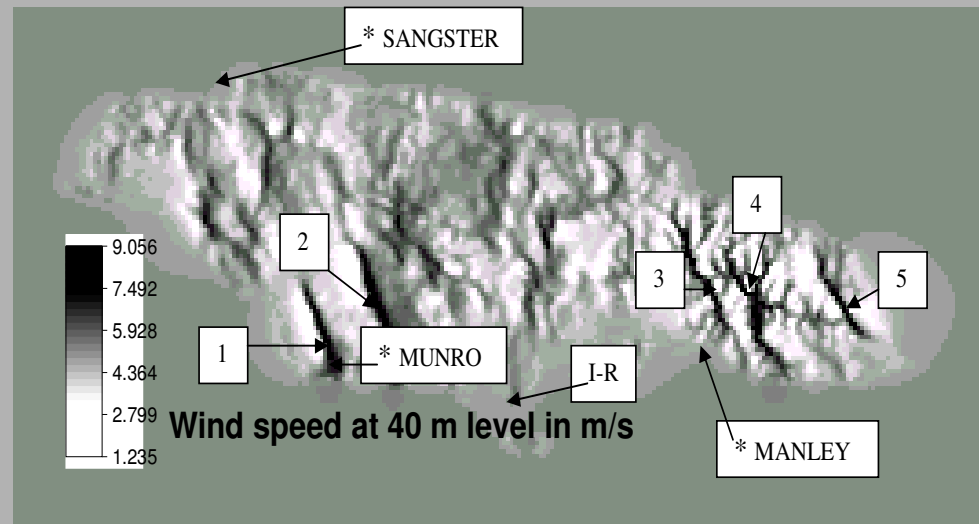 * SANGSTER
4
2
3
5
9.056
7.492
5.928
4.364
2.799
1.235
1
* MUNRO
I-R
Wind speed at 40 m level in m/s
* MANLEY